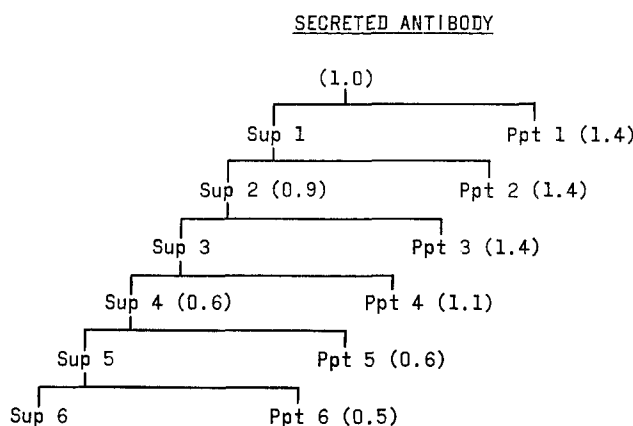 SECRETED ANTIBODY
(1.0)
Sup 1 Ppt 1 (1.4)
Sup 2 (0.9) Ppt 2 (1.4)
Sup 3 Ppt 3 (1.4)
Sup 4 (0.6) Ppt 4 (1.1)
Sup 5 Ppt 5 (0.6)
Sup 6 Ppt 6 (0.5)